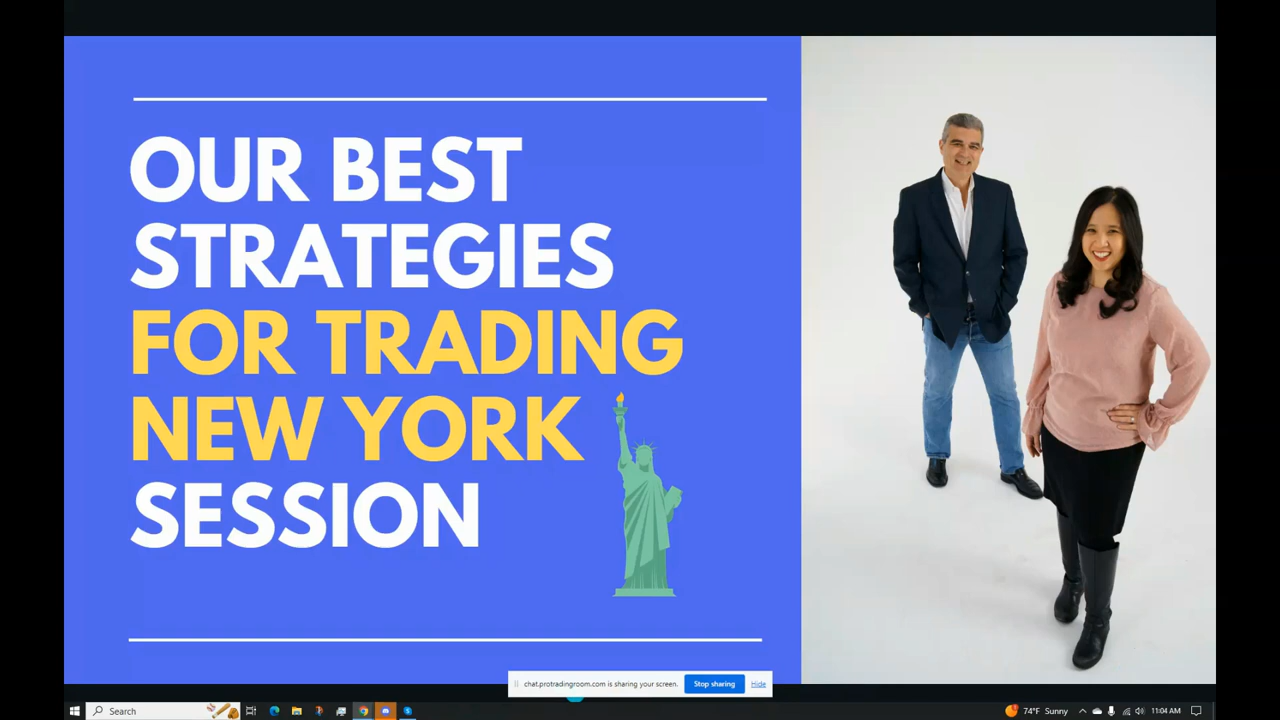 OUR BEST
STRATEGIES
FOR TRADING
NEW YORK
SESSION
chat.protradingroom.com is sharing your screen.
Stop sharing
Hide
Search
74°F Sunny
11:04 AM